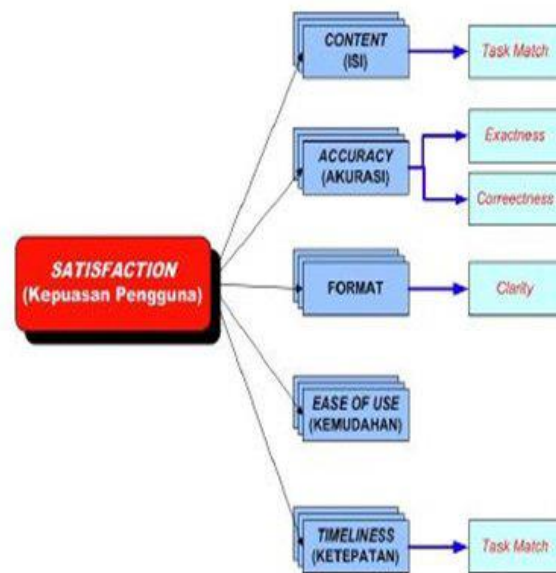 SATISFACTION
(Kepuasan Pengguna)
CONTENT
(ISI)
Task Match
ACCURACY
(AKURASI)
Exactness
Correectness
FORMAT
Clarity
EASE OF USE
(KEMUDAHAN)
TIMELINESS
(KETEPATAN)
Task Match